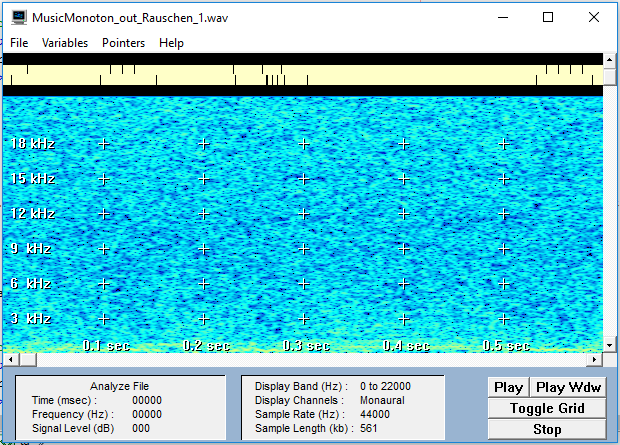 MusicMonoton_out_Rauschen_1.wav
File Variables Pointers Help
18 kHz
15 kHz
12 kHz
9 kHz
6 kHz
3 kHz
0.1 sec 0.2 sec 0.3 sec 0.4 sec 0.5 sec
Analyze File
Time (msec) : 00000
Frequency (Hz) : 00000
Signal Level (dB) 000
Display Band (Hz) : 0 to 22000
Display Channels : Monaural
Sample Rate (Hz) : 44000
Sample Length (kb) : 561
Play Play Wdw
Toggle Grid
Stop